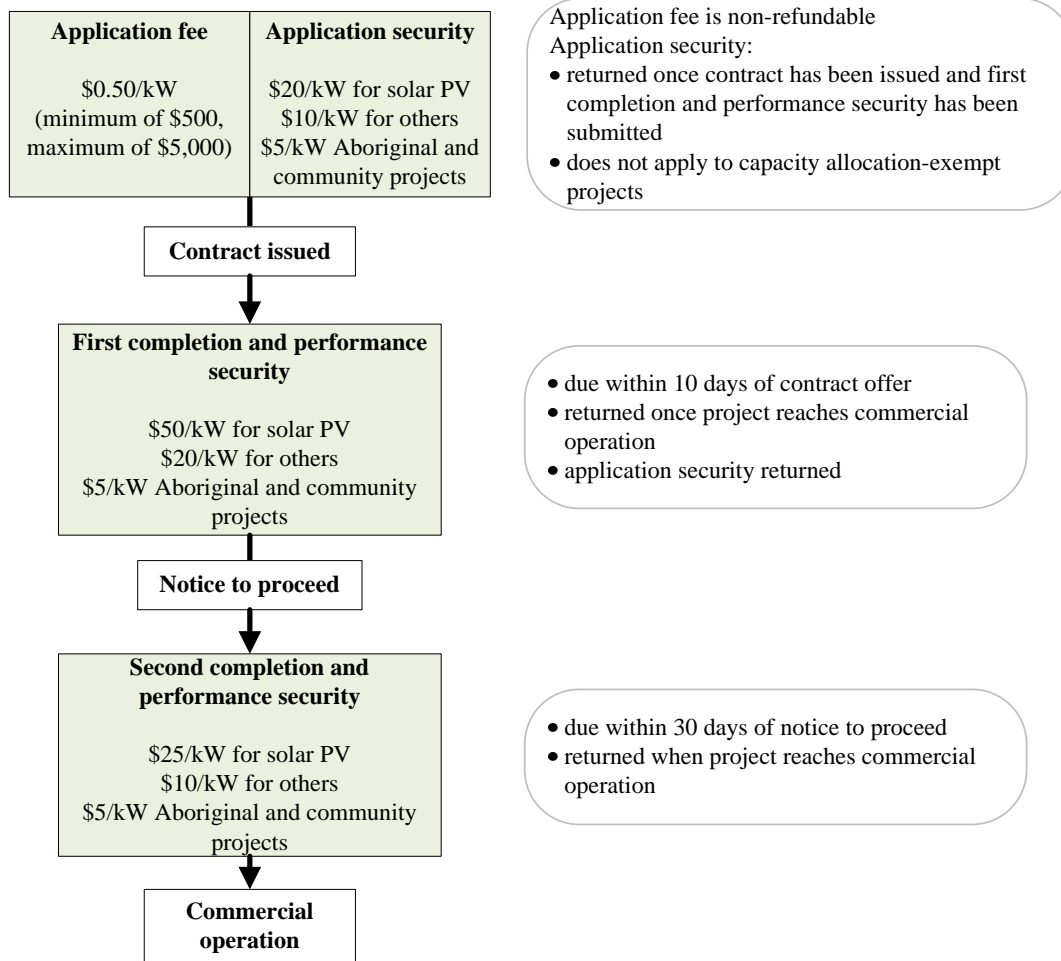 Application fee
$0.50/kW
(minimum of $500,
maximum of $5,000)
Application security
$20/kW for solar PV
$10/kW for others
$5/kW Aboriginal and
community projects
Application fee is non-refundable
Application security:
• returned once contract has been issued and first
completion and performance security has been
submitted
• does not apply to capacity allocation-exempt
projects
Contract issued
First completion and performance
security
$50/kW for solar PV
$20/kW for others
$5/kW Aboriginal and community
projects
• due within 10 days of contract offer
• returned once project reaches commercial
operation
• application security returned
Notice to proceed
Second completion and
performance security
$25/kW for solar PV
$10/kW for others
$5/kW Aboriginal and community
projects
• due within 30 days of notice to proceed
• returned when project reaches commercial
operation
Commercial
operation